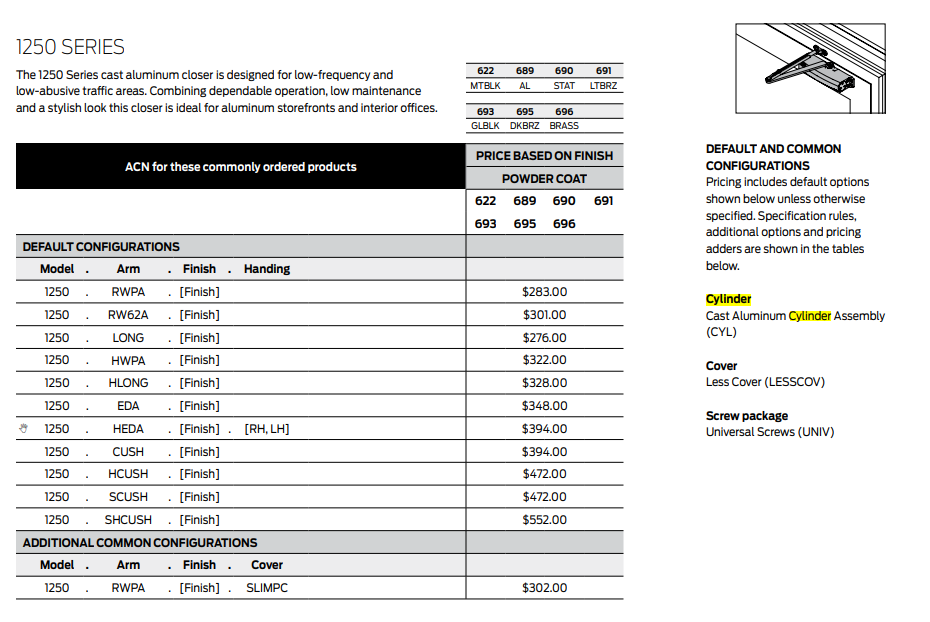 1250 SERIES
The 1250 Series cast aluminum closer is designed for low-frequency and
low-abusive traffic areas. Combining dependable operation, low maintenance
and a stylish look this closer is ideal for aluminum storefronts and interior offices.
622 689 690 691
MTBLK AL STAT LTBRZ
693 695 696
GLBLK DKBRZ BRASS
ACN for these commonly ordered products
PRICE BASED ON FINISH
POWDER COAT
622 689 690 691
693 695 696
DEFAULT CONFIGURATIONS
Model . Arm . Finish . Handing
1250 . RWPA . [Finish] $283.00
1250 . RW62A . [Finish] $301.00
1250 . LONG . [Finish] $276.00
1250 . HWPA . [Finish] $322.00
1250 . HLONG . [Finish] $328.00
1250 . EDA . [Finish] $348.00
1250 . HEDA . [Finish] . [RH, LH] $394.00
1250 . CUSH . [Finish] $394.00
1250 . HCUSH . [Finish] $472.00
1250 . SCUSH . [Finish] $472.00
1250 . SHCUSH . [Finish] $552.00
ADDITIONAL COMMON CONFIGURATIONS
Model . Arm . Finish . Cover
1250 . RWPA . [Finish] . SLIMPC $302.00
DEFAULT AND COMMON
CONFIGURATIONS
Pricing includes default options
shown below unless otherwise
specified. Specification rules,
additional options and pricing
adders are shown in the tables
below.
Cylinder
Cast Aluminum Cylinder Assembly
(CYL)
Cover
Less Cover (LESSCOV)
Screw package
Universal Screws (UNIV)